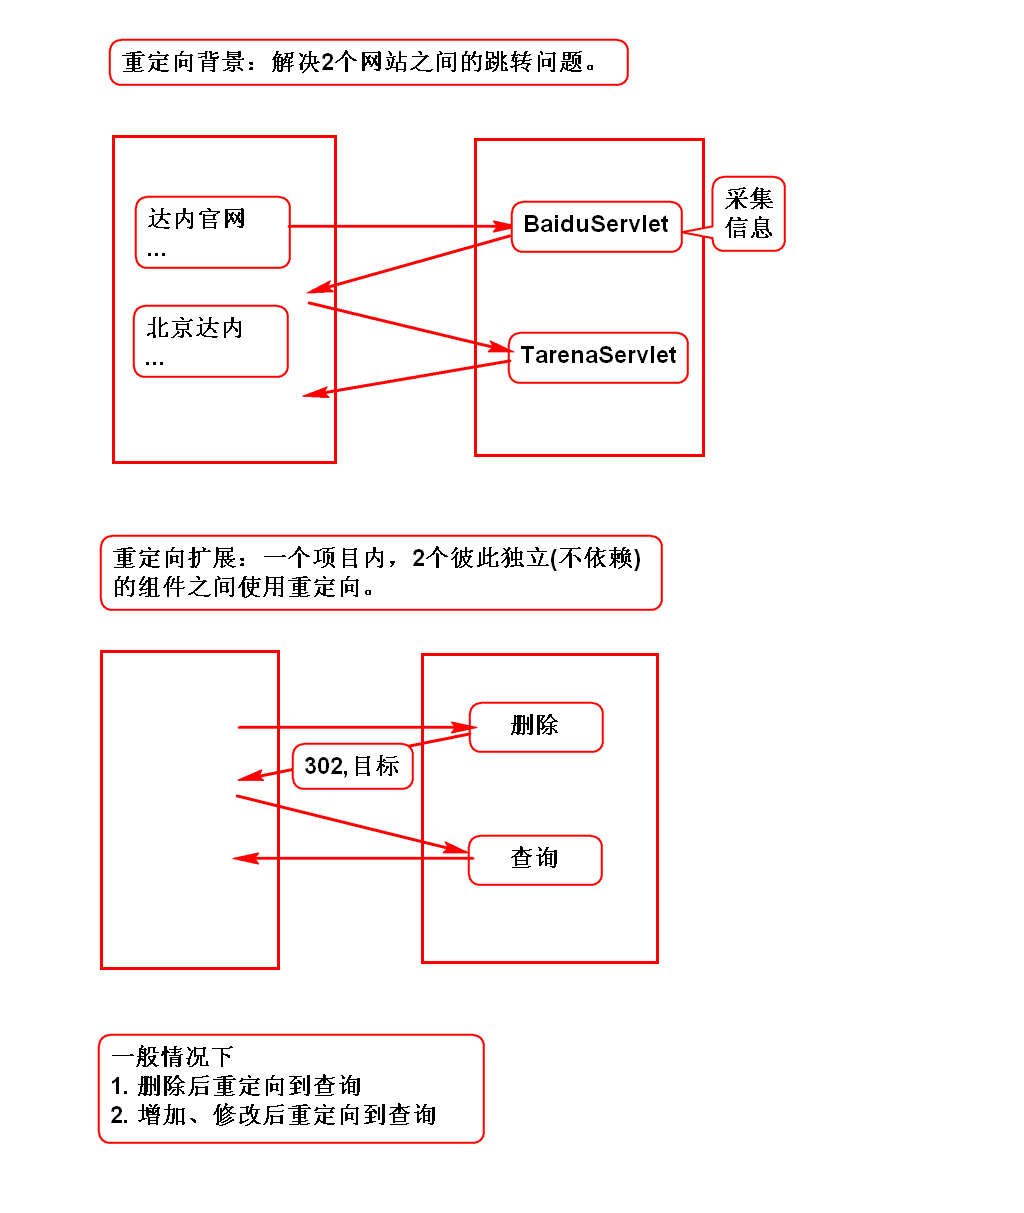 重定向背景：解决2个网站之间的跳转问题。
达内官网
...
BaiduServlet
采集
信息
北京达内
...
TarenaServlet
重定向扩展：一个项目内，2个彼此独立(不依赖)
的组件之间使用重定向。
删除
302,目标
查询
一般情况下
1. 删除后重定向到查询
2. 增加、修改后重定向到查询